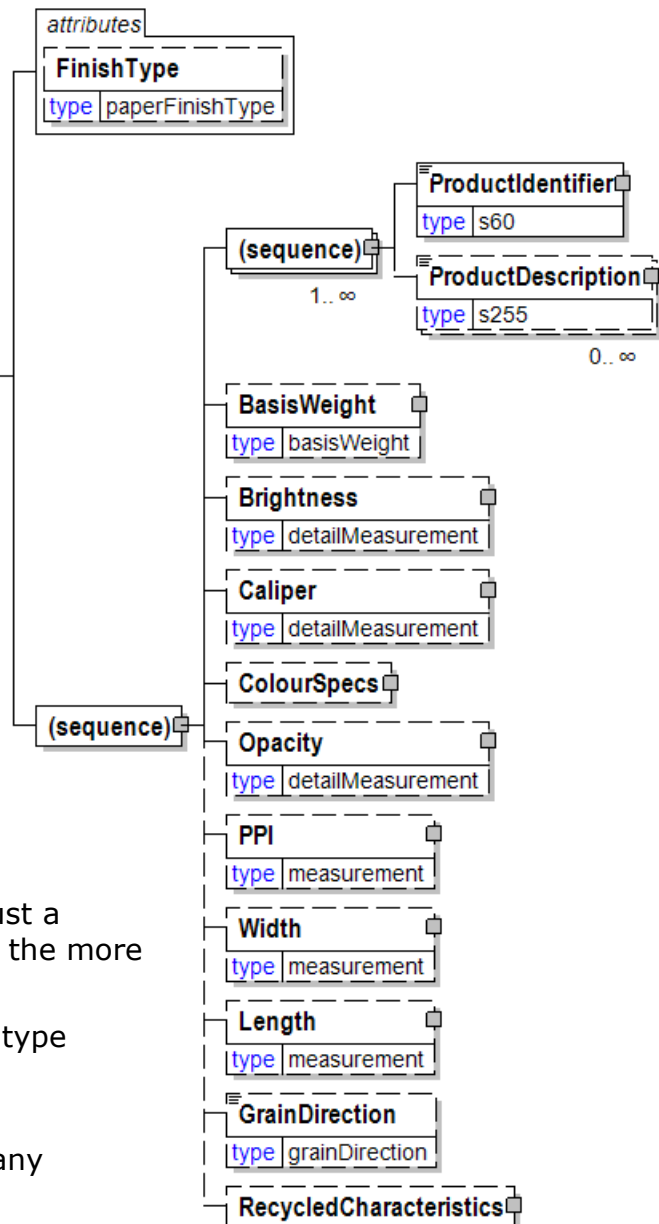 attributes
FinishType
type paperFinishType
(sequence)
1.. ∞
ProductIdentifier
type s60
ProductDescription
type s255
0.. ∞
BasisWeight
type basisWeight
Brightness
type detailMeasurement
Caliper
type detailMeasurement
ColourSpecs
(sequence)
Opacity
type detailMeasurement
PPI
type measurement
Width
type measurement
Length
type measurement
GrainDirection
type grainDirection
RecycledCharacteristics
ust a
the more
type
any